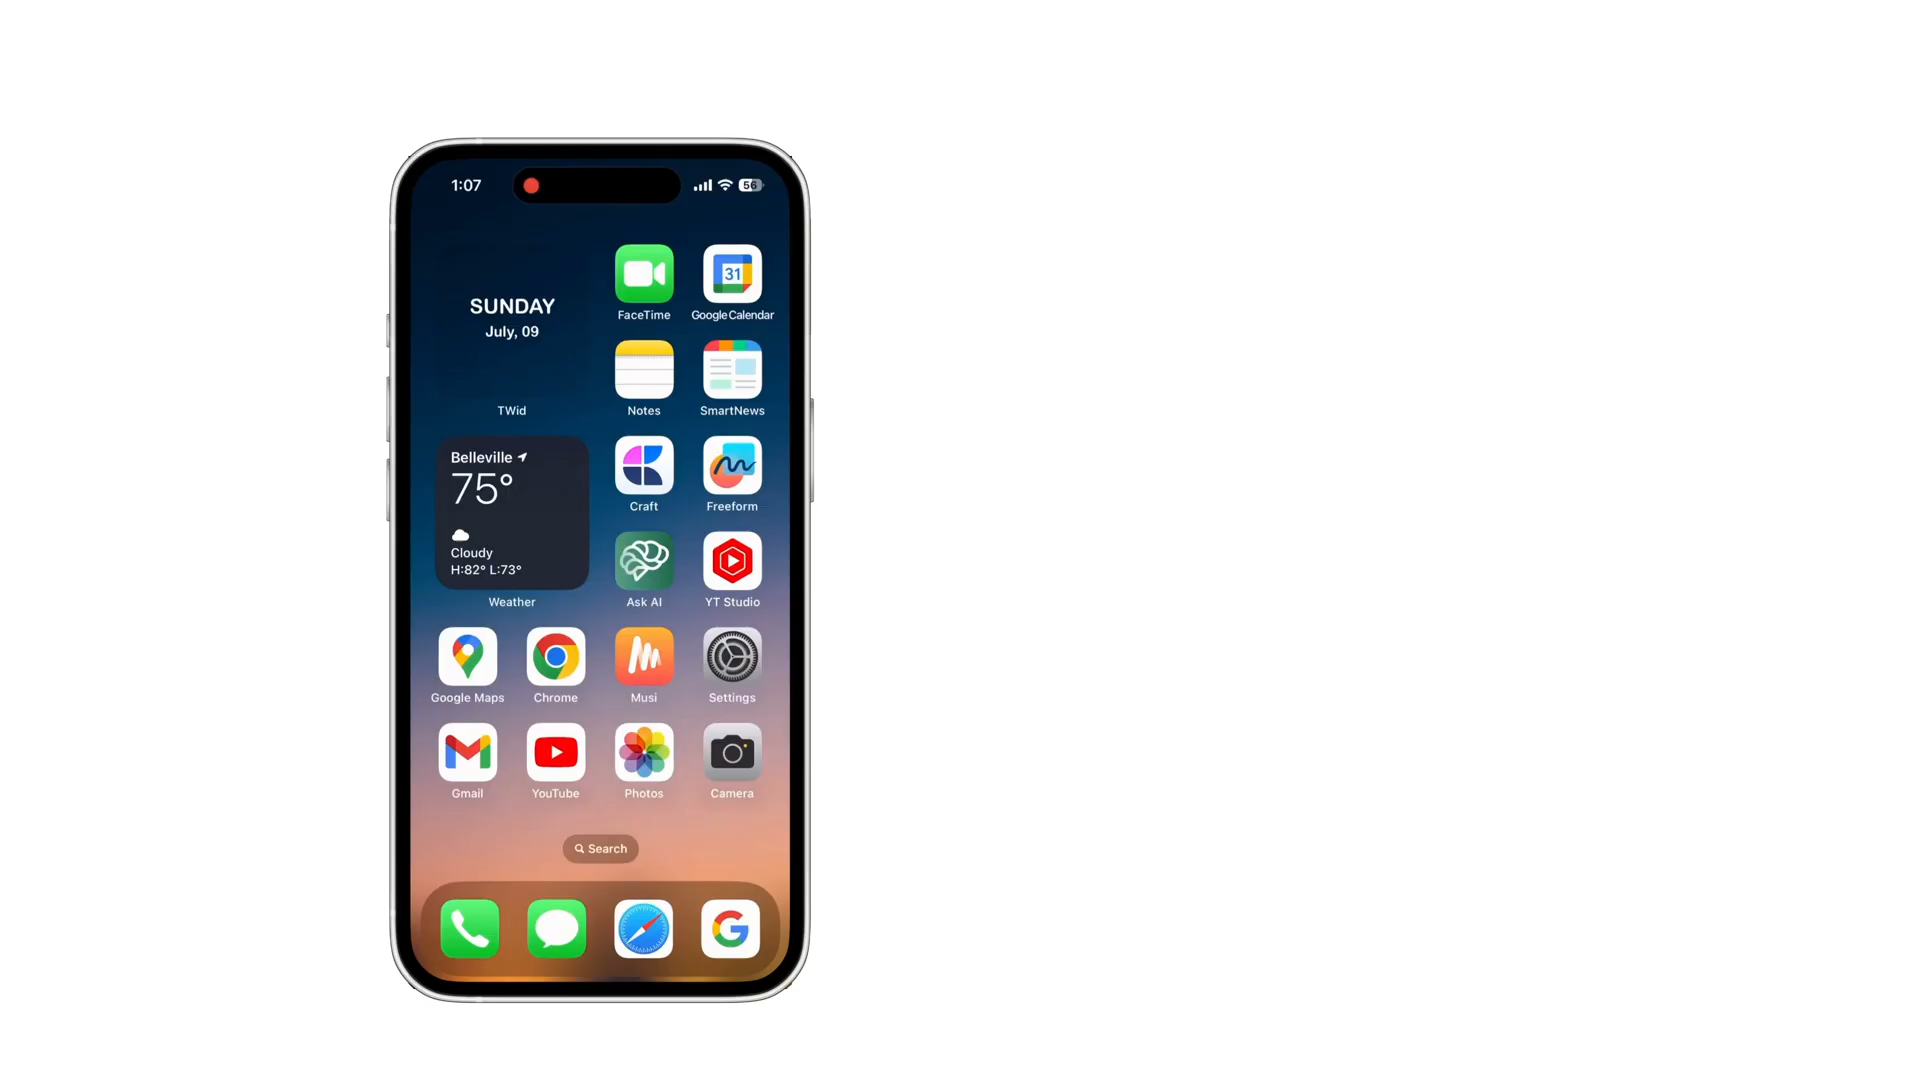 1:07
56
SUNDAY
July, 09
TWid
FaceTime
31
Google Calendar
Notes
SmartNews
Belleville
75°
Cloudy
H:82° L:73°
Weather
Craft
Freeform
Ask AI
YT Studio
Google Maps
Chrome
Musi
Settings
Gmail
YouTube
Photos
Camera
Search